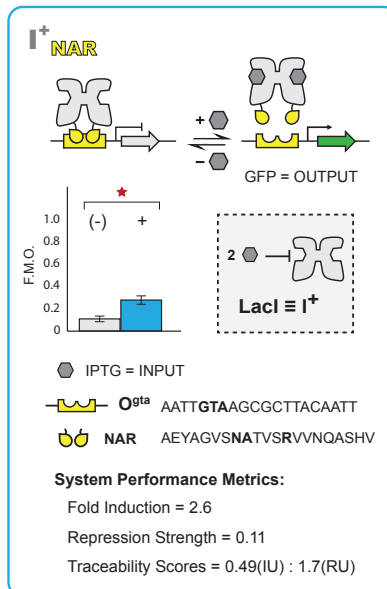 I⁺ NAR
+
−
GFP = OUTPUT
F.M.O.
1.0
0.8
0.6
0.4
0.2
0
(-) +
2
LacI ≡ I⁺
IPTG = INPUT
Oᵍᵗᵃ AATTGTAAGCGCTTACAATT
NAR AEYAGVSNATVSRVVNQASHV
System Performance Metrics:
Fold Induction = 2.6
Repression Strength = 0.11
Traceability Scores = 0.49(IU) : 1.7(RU)